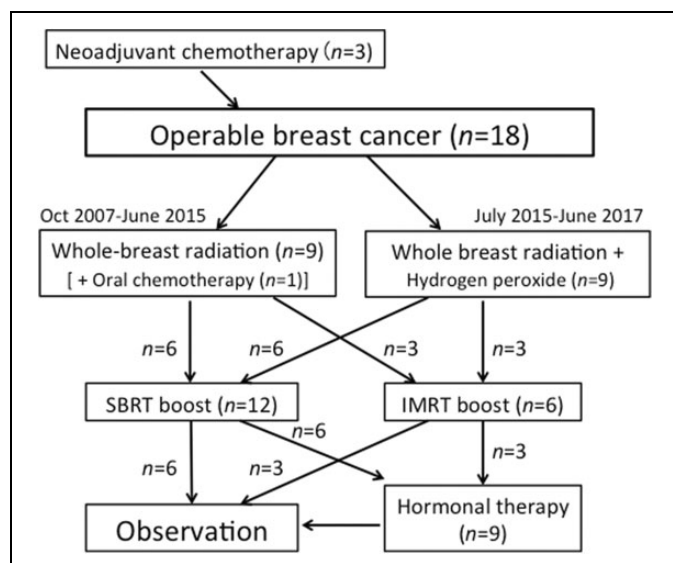 Neoadjuvant chemotherapy (n=3)
Operable breast cancer (n=18)
Oct 2007-June 2015
July 2015-June 2017
Whole-breast radiation (n=9)
[ + Oral chemotherapy (n=1)]
Whole breast radiation +
Hydrogen peroxide (n=9)
n=6
n=6
n=3
n=3
SBRT boost (n=12)
IMRT boost (n=6)
n=6
n=6
n=3
n=3
Observation
Hormonal therapy
(n=9)